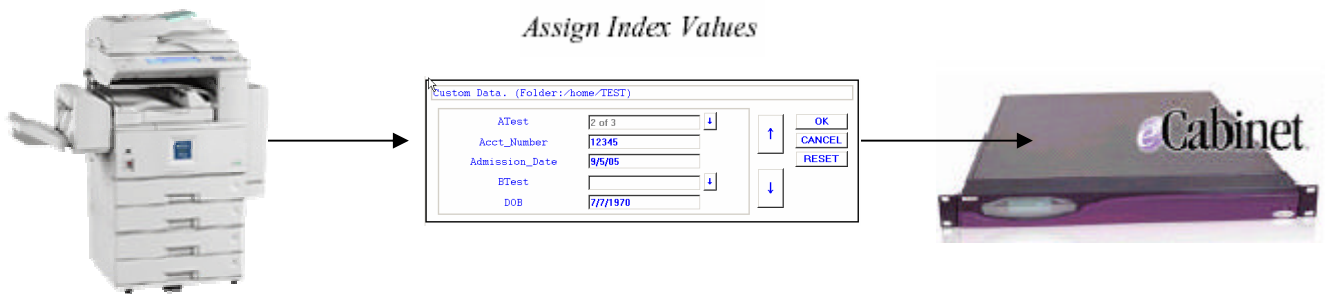 Assign Index Values
Custom Data. (Folder:/home/TEST)
ATest 2 of 3 OK
Acct_Number 12345 CANCEL
Admission_Date 9/5/05 RESET
BTest
DOB 7/7/1970
eCabinet